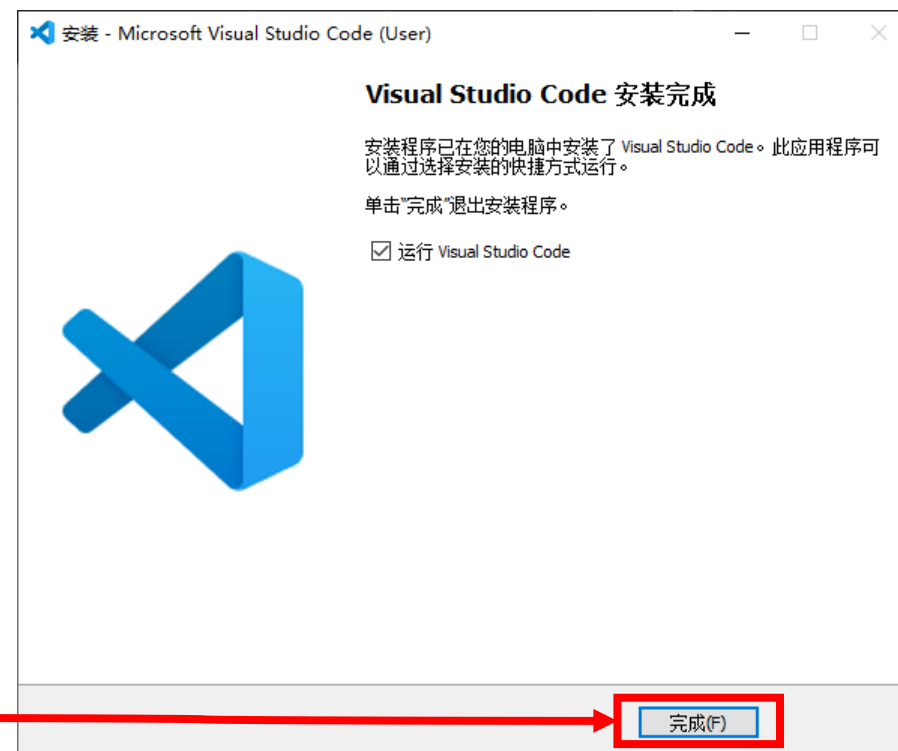 安装 - Microsoft Visual Studio Code (User)
Visual Studio Code 安装完成
安装程序已在您的电脑中安装了 Visual Studio Code。此应用程序可
以通过选择安装的快捷方式运行。
单击"完成"退出安装程序。
运行 Visual Studio Code
完成(F)